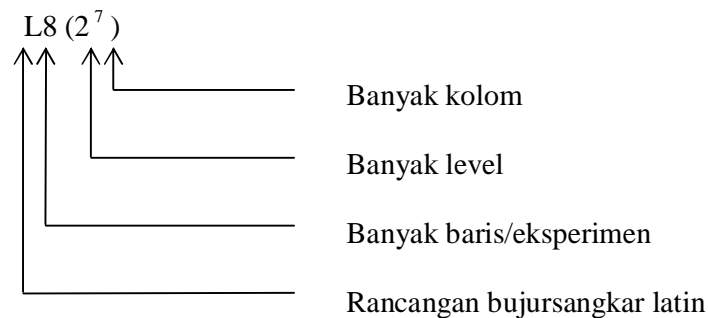 L8 (2⁷)
Banyak kolom
Banyak level
Banyak baris/eksperimen
Rancangan bujursangkar latin